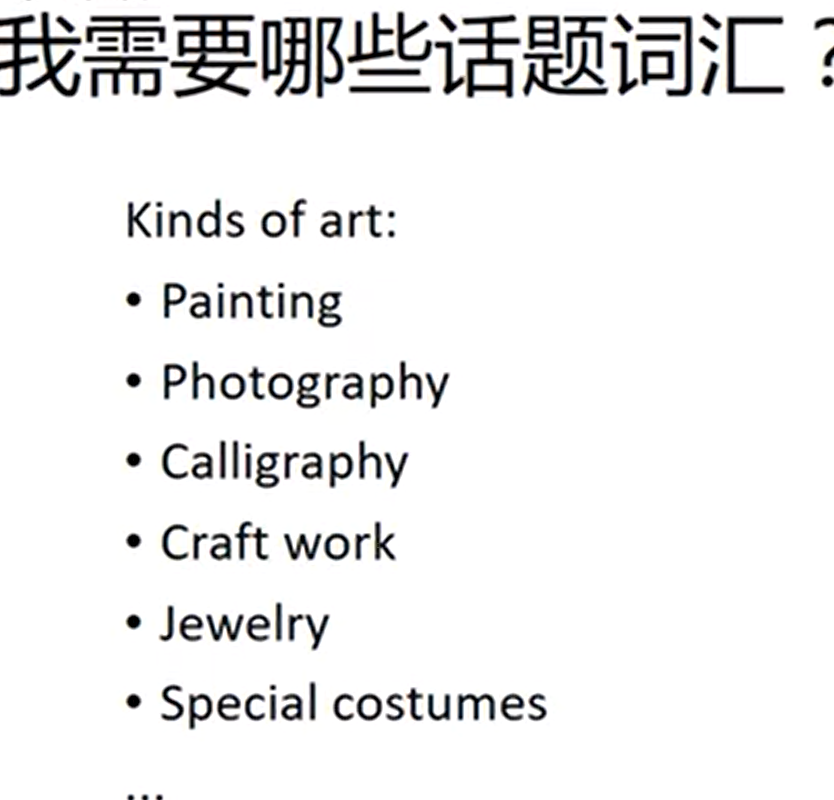 我需要哪些话题词汇？
Kinds of art:
• Painting
• Photography
• Calligraphy
• Craft work
• Jewelry
• Special costumes
...